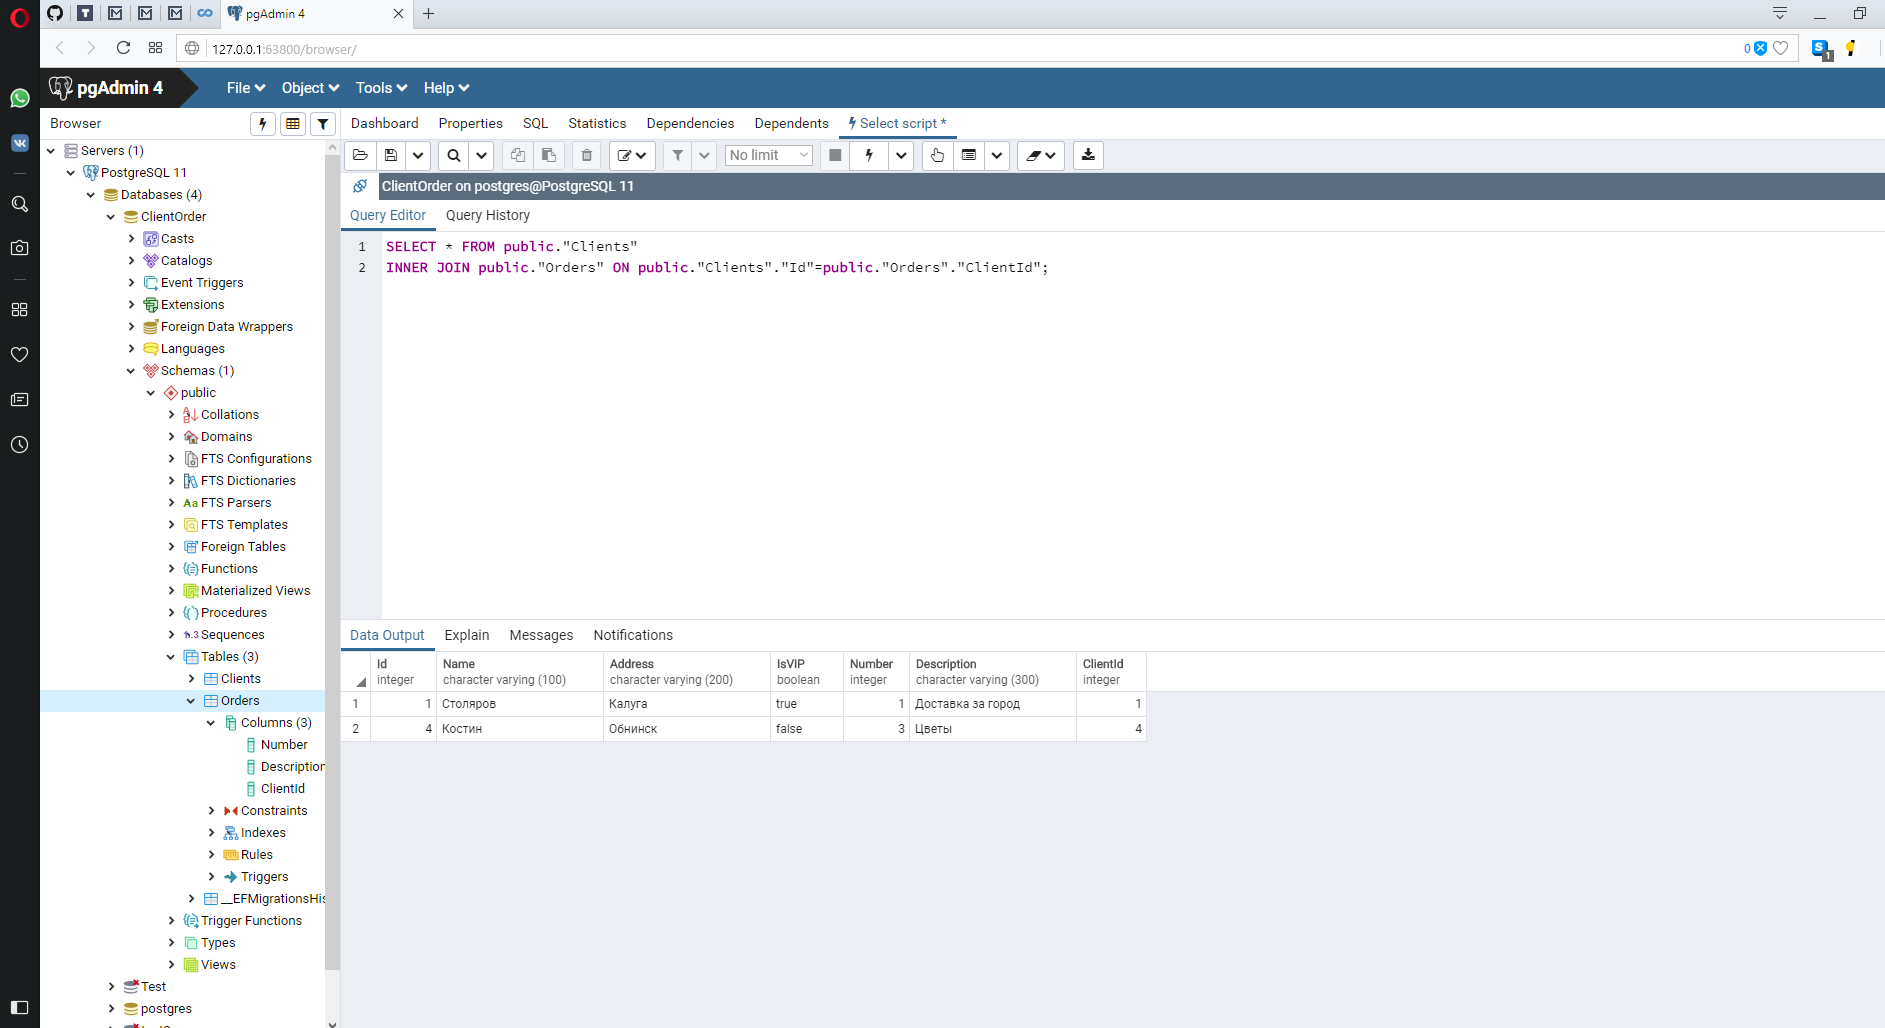 pgAdmin 4
127.0.0.1:63800/browser/
0
1
pgAdmin 4
File
Object
Tools
Help
Browser
Dashboard
Properties
SQL
Statistics
Dependencies
Dependents
Select script *
No limit
ClientOrder on postgres@PostgreSQL 11
Query Editor
Query History
1 SELECT * FROM public."Clients"
2 INNER JOIN public."Orders" ON public."Clients"."Id"=public."Orders"."ClientId";
Servers (1)
PostgreSQL 11
Databases (4)
ClientOrder
Casts
Catalogs
Event Triggers
Extensions
Foreign Data Wrappers
Languages
Schemas (1)
public
Collations
Domains
FTS Configurations
FTS Dictionaries
FTS Parsers
FTS Templates
Foreign Tables
Functions
Materialized Views
Procedures
Sequences
Tables (3)
Clients
Orders
Columns (3)
Number
Description
ClientId
Constraints
Indexes
Rules
Triggers
__EFMigrationsHis
Trigger Functions
Types
Views
Test
postgres
Data Output
Explain
Messages
Notifications
Id Name Address IsVIP Number Description ClientId
integer character varying (100) character varying (200) boolean integer character varying (300) integer
1 1 Столяров Калуга true 1 Доставка за город 1
2 4 Костин Обнинск false 3 Цветы 4